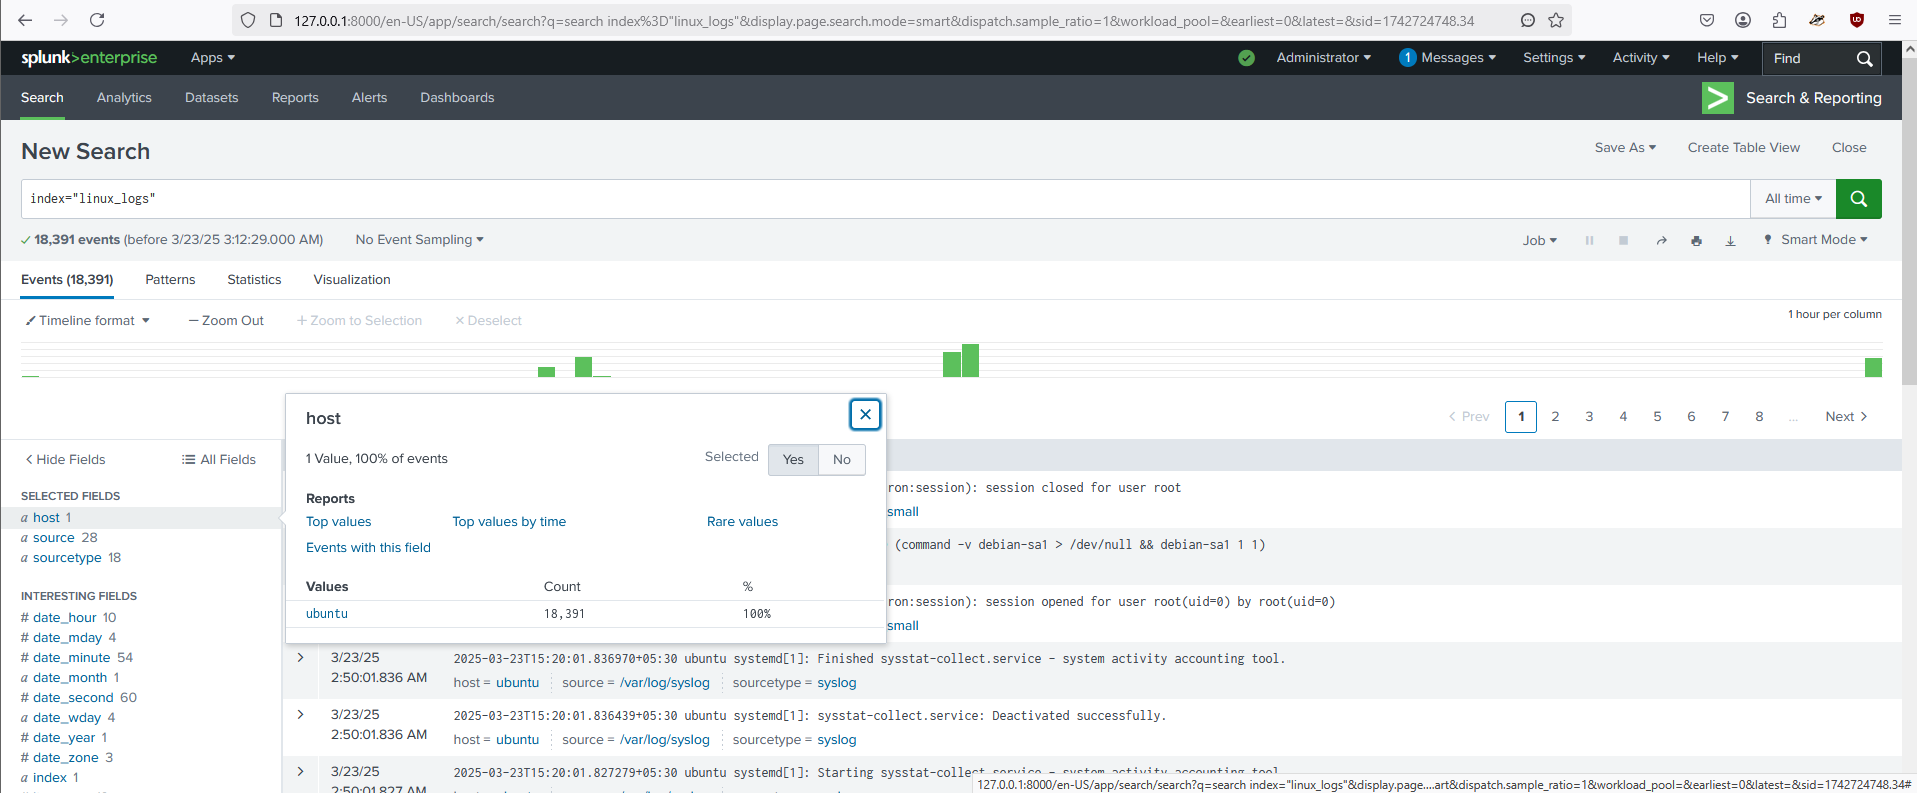 127.0.0.1:8000/en-US/app/search/search?q=search index%3D"linux_logs"&display.page.search.mode=smart&dispatch.sample_ratio=1&workload_pool=&earliest=0&latest=&sid=1742724748.34
splunk>enterprise Apps Administrator 1 Messages Settings Activity Help Find
Search Analytics Datasets Reports Alerts Dashboards Search & Reporting
New Search Save As Create Table View Close
index="linux_logs" All time
18,391 events (before 3/23/25 3:12:29.000 AM) No Event Sampling Job Smart Mode
Events (18,391) Patterns Statistics Visualization
Timeline format — Zoom Out + Zoom to Selection × Deselect 1 hour per column
< Prev 1 2 3 4 5 6 7 8 ... Next >
< Hide Fields All Fields
SELECTED FIELDS
a host 1
a source 28
a sourcetype 18
INTERESTING FIELDS
# date_hour 10
# date_mday 4
# date_minute 54
a date_month 1
# date_second 60
a date_wday 4
# date_year 1
# date_zone 3
a index 1
host
1 Value, 100% of events Selected Yes No
Reports
Top values Top values by time Rare values
Events with this field
Values Count %
ubuntu 18,391 100%
ron:session): session closed for user root
small
(command -v debian-sa1 > /dev/null && debian-sa1 1 1)
ron:session): session opened for user root(uid=0) by root(uid=0)
small
3/23/25 2025-03-23T15:20:01.836970+05:30 ubuntu systemd[1]: Finished sysstat-collect.service - system activity accounting tool.
2:50:01.836 AM host = ubuntu source = /var/log/syslog sourcetype = syslog
3/23/25 2025-03-23T15:20:01.836439+05:30 ubuntu systemd[1]: sysstat-collect.service: Deactivated successfully.
2:50:01.836 AM host = ubuntu source = /var/log/syslog sourcetype = syslog
3/23/25 2025-03-23T15:20:01.827279+05:30 ubuntu systemd[1]: Starting sysstat-collect.service - system activity accounting tool
2:50:01.827 AM
127.0.0.1:8000/en-US/app/search/search?q=search index="linux_logs"&display.page....art&dispatch.sample_ratio=1&workload_pool=&earliest=0&latest=&sid=1742724748.34#